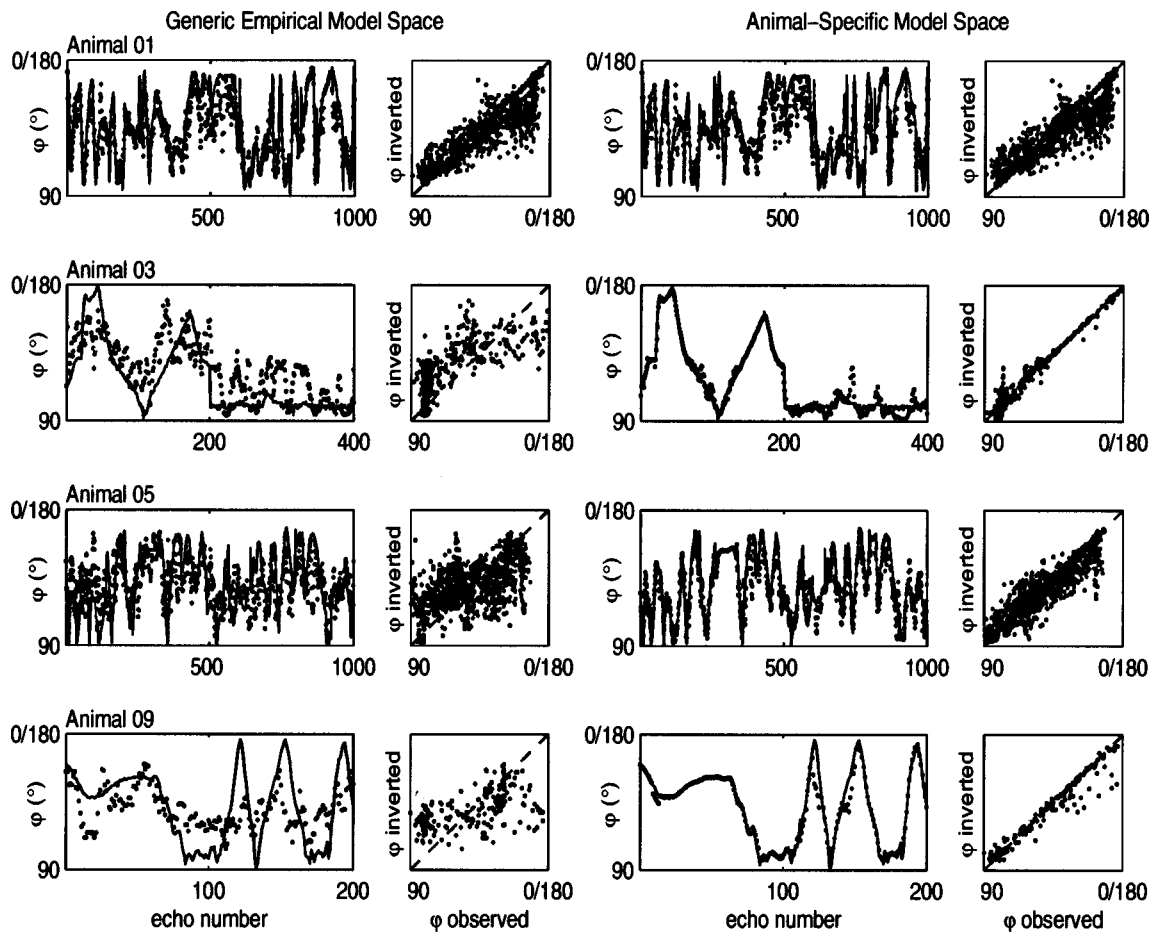 Generic Empirical Model Space
Animal-Specific Model Space
Animal 01
0/180
φ (°)
90
500
1000
φ inverted
90
0/180
0/180
φ (°)
90
500
1000
φ inverted
90
0/180
Animal 03
0/180
φ (°)
90
200
400
φ inverted
90
0/180
0/180
φ (°)
90
200
400
φ inverted
90
0/180
Animal 05
0/180
φ (°)
90
500
1000
φ inverted
90
0/180
0/180
φ (°)
90
500
1000
φ inverted
90
0/180
Animal 09
0/180
φ (°)
90
100
200
echo number
φ inverted
90
0/180
φ observed
0/180
φ (°)
90
100
200
echo number
φ inverted
90
0/180
φ observed